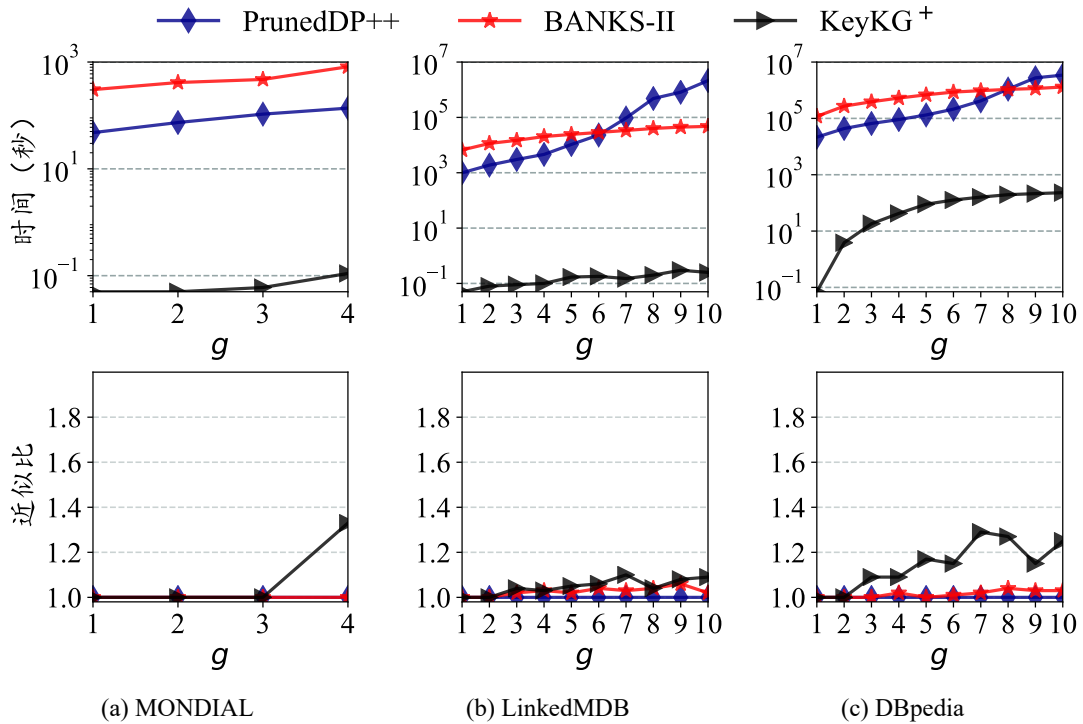 PrunedDP++ BANKS-II KeyKG⁺
时间（秒）
10³
10¹
10⁻¹
1 2 3 4
g
10⁷
10⁵
10³
10¹
10⁻¹
1 2 3 4 5 6 7 8 9 10
g
10⁷
10⁵
10³
10¹
10⁻¹
1 2 3 4 5 6 7 8 9 10
g
近似比
1.8
1.6
1.4
1.2
1.0
1 2 3 4
g
1.8
1.6
1.4
1.2
1.0
1 2 3 4 5 6 7 8 9 10
g
1.8
1.6
1.4
1.2
1.0
1 2 3 4 5 6 7 8 9 10
g
(a) MONDIAL
(b) LinkedMDB
(c) DBpedia